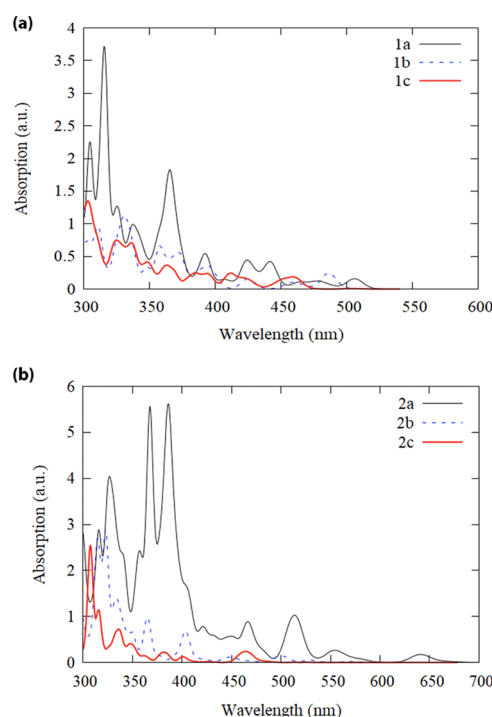 (a)
4
3.5
3
2.5
2
1.5
1
0.5
0
Absorption (a.u.)
1a
1b
1c
300 350 400 450 500 550 600
Wavelength (nm)
(b)
6
5
4
3
2
1
0
Absorption (a.u.)
2a
2b
2c
300 350 400 450 500 550 600 650 700
Wavelength (nm)